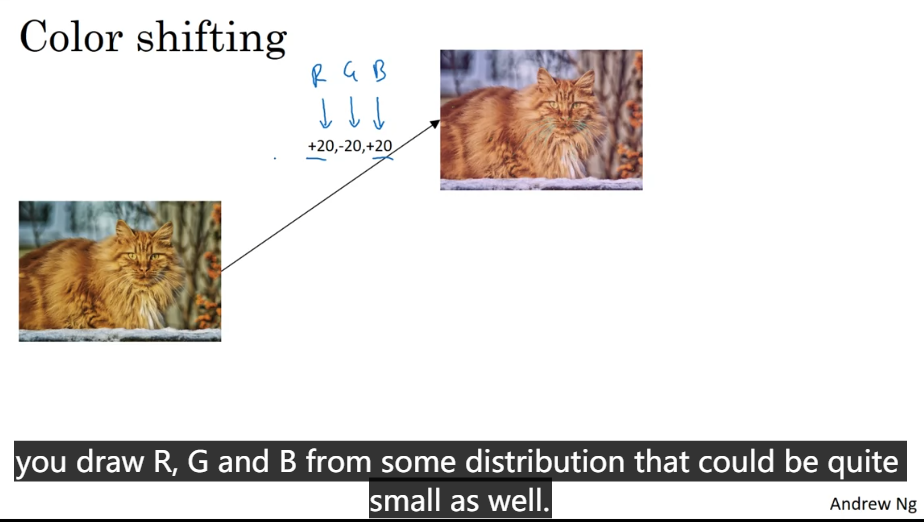 Color shifting
R G B
+20,-20,+20
you draw R, G and B from some distribution that could be quite
small as well.
Andrew Ng